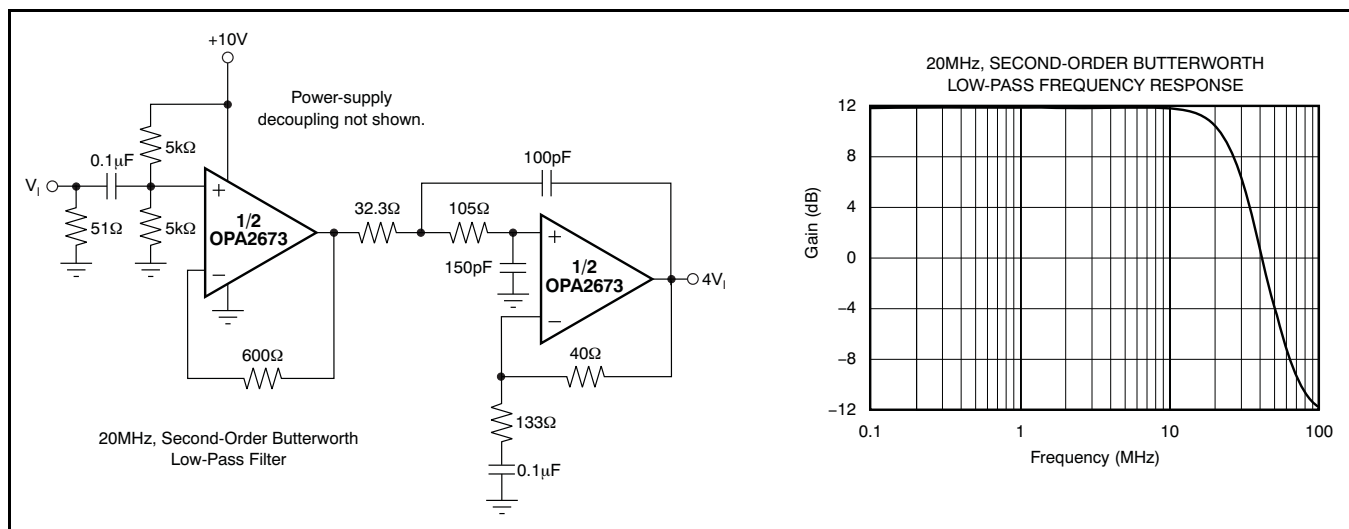 +10V
Power-supply
decoupling not shown.
5kΩ
0.1μF
VI
51Ω
5kΩ
+
1/2
OPA2673
−
600Ω
32.3Ω
105Ω
100pF
150pF
+
1/2
OPA2673
−
4VI
40Ω
133Ω
0.1μF
20MHz, Second-Order Butterworth
Low-Pass Filter
20MHz, SECOND-ORDER BUTTERWORTH
LOW-PASS FREQUENCY RESPONSE
12
8
4
0
−4
−8
−12
Gain (dB)
0.1
1
10
100
Frequency (MHz)